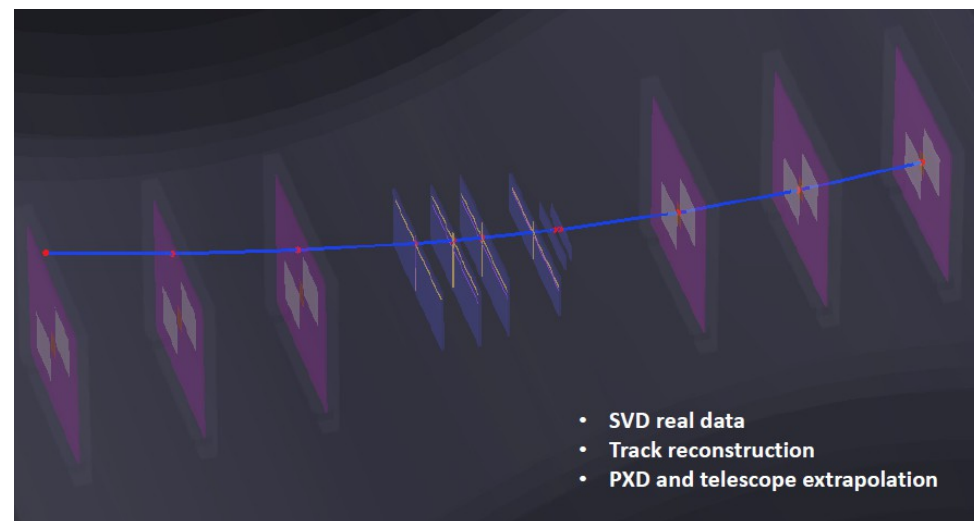 • SVD real data
• Track reconstruction
• PXD and telescope extrapolation